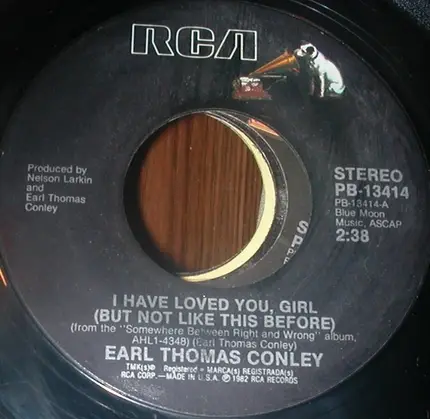 RCA
Produced by
Nelson Larkin
and
Earl Thomas
Conley
STEREO
PB-13414
PB-13414-A
Blue Moon
Music, ASCAP
2:38
I HAVE LOVED YOU, GIRL
(BUT NOT LIKE THIS BEFORE)
(from the "Somewhere Between Right and Wrong" album,
AHL1-4348) (Earl Thomas Conley)
EARL THOMAS CONLEY
TMK(s)® Registered • MARCA(s) REGISTRADA(s)
RCA CORP.—MADE IN U.S.A. ℗ 1982 RCA RECORDS